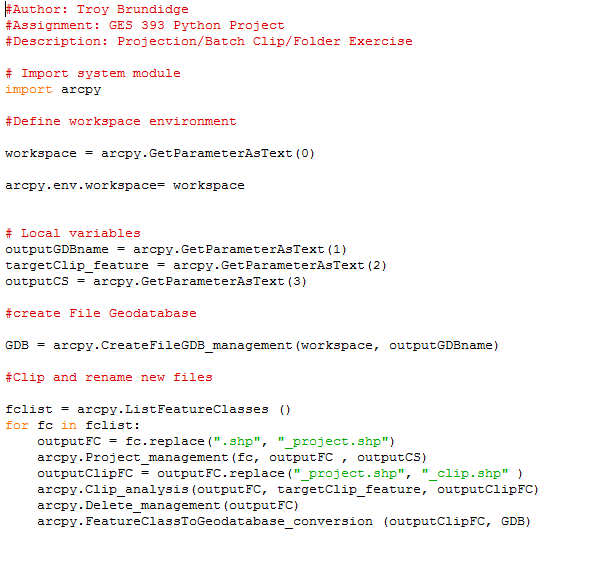 #Author: Troy Brundidge
#Assignment: GES 393 Python Project
#Description: Projection/Batch Clip/Folder Exercise

# Import system module
import arcpy

#Define workspace environment

workspace = arcpy.GetParameterAsText(0)

arcpy.env.workspace= workspace


# Local variables
outputGDBname = arcpy.GetParameterAsText(1)
targetClip_feature = arcpy.GetParameterAsText(2)
outputCS = arcpy.GetParameterAsText(3)

#create File Geodatabase

GDB = arcpy.CreateFileGDB_management(workspace, outputGDBname)

#Clip and rename new files

fclist = arcpy.ListFeatureClasses ()
for fc in fclist:
    outputFC = fc.replace(".shp", "_project.shp")
    arcpy.Project_management(fc, outputFC , outputCS)
    outputClipFC = outputFC.replace("_project.shp", "_clip.shp" )
    arcpy.Clip_analysis(outputFC, targetClip_feature, outputClipFC)
    arcpy.Delete_management(outputFC)
    arcpy.FeatureClassToGeodatabase_conversion (outputClipFC, GDB)